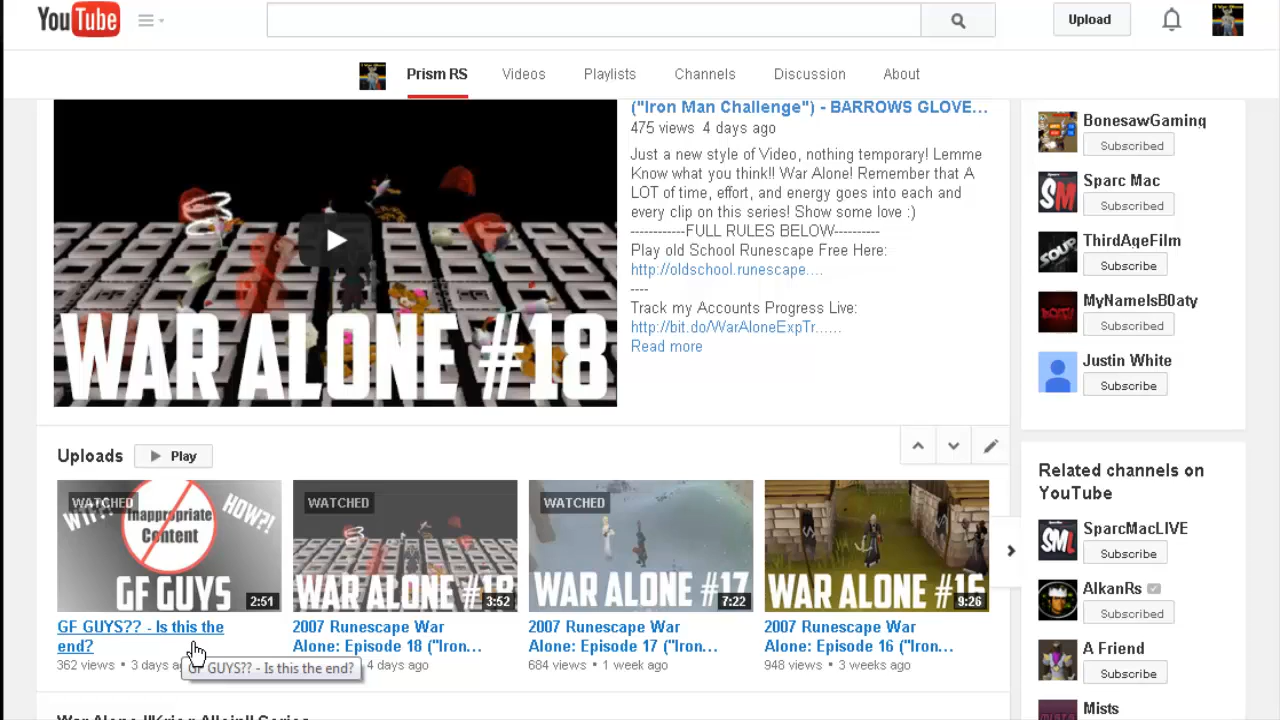 YouTube
Upload
Prism RS
Videos
Playlists
Channels
Discussion
About
("Iron Man Challenge") - BARROWS GLOVE...
475 views 4 days ago
Just a new style of Video, nothing temporary! Lemme
Know what you think!! War Alone! Remember that A
LOT of time, effort, and energy goes into each and
every clip on this series! Show some love :)
------------FULL RULES BELOW----------
Play old School Runescape Free Here:
http://oldschool.runescape....
----
Track my Accounts Progress Live:
http://bit.do/WarAloneExpTr......
Read more
WAR ALONE #18
BonesawGaming
Subscribed
Sparc Mac
Subscribed
ThirdAgeFilm
Subscribe
MyNameIsB0aty
Subscribed
Justin White
Subscribe
Uploads
Play
WATCHED
WTF?!
HOW?!
Inappropriate
Content
GF GUYS
2:51
GF GUYS?? - Is this the
end?
362 views • 3 days
GF GUYS?? - Is this the end?
WATCHED
WAR ALONE #18
3:52
2007 Runescape War
Alone: Episode 18 ("Iron...
4 days ago
WATCHED
WAR ALONE #17
7:22
2007 Runescape War
Alone: Episode 17 ("Iron...
684 views • 1 week ago
WAR ALONE #16
9:26
2007 Runescape War
Alone: Episode 16 ("Iron...
948 views • 3 weeks ago
Related channels on
YouTube
SparcMacLIVE
Subscribe
AlkanRs
Subscribed
A Friend
Subscribe
Mists